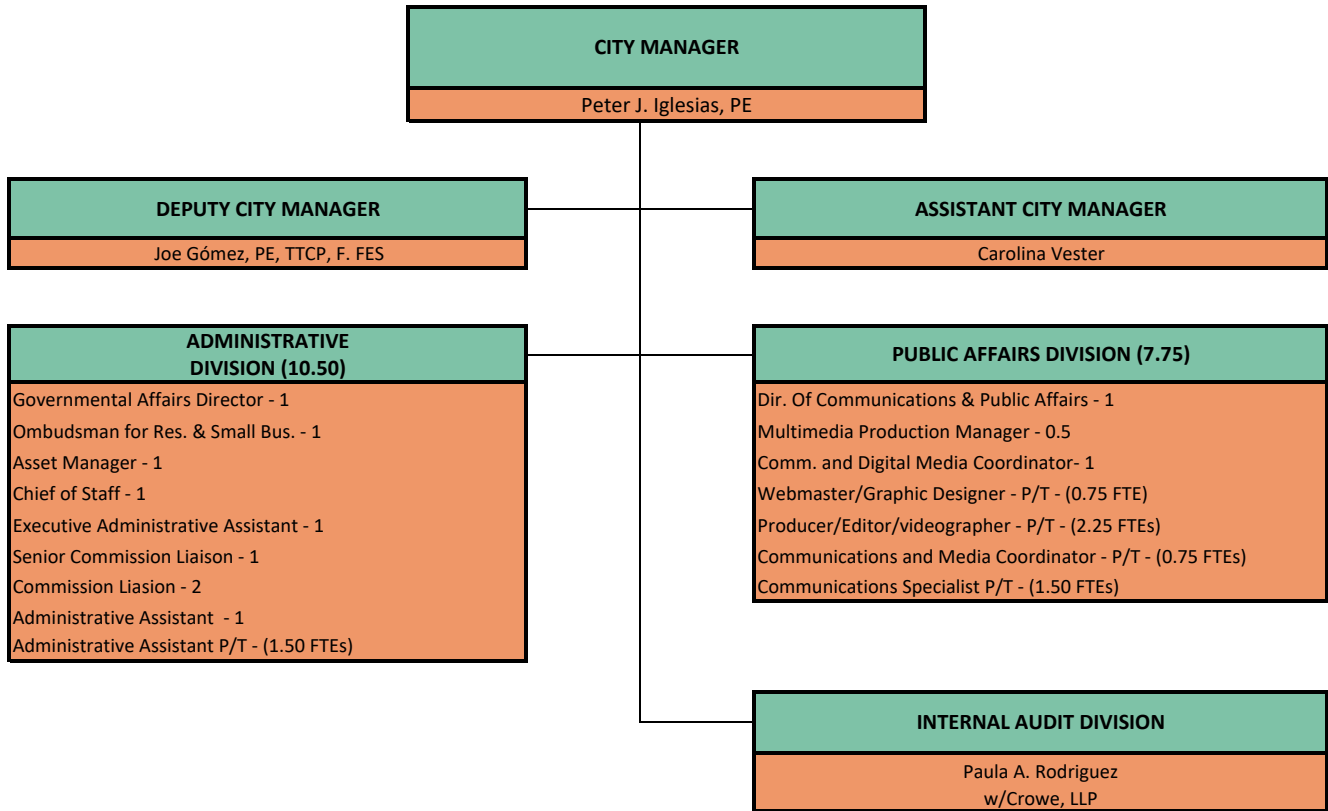 CITY MANAGER
Peter J. Iglesias, PE
DEPUTY CITY MANAGER
Joe Gómez, PE, TTCP, F. FES
ASSISTANT CITY MANAGER
Carolina Vester
ADMINISTRATIVE
DIVISION (10.50)
Governmental Affairs Director - 1
Ombudsman for Res. & Small Bus. - 1
Asset Manager - 1
Chief of Staff - 1
Executive Administrative Assistant - 1
Senior Commission Liaison - 1
Commission Liasion - 2
Administrative Assistant  - 1
Administrative Assistant P/T - (1.50 FTEs)
PUBLIC AFFAIRS DIVISION (7.75)
Dir. Of Communications & Public Affairs - 1
Multimedia Production Manager - 0.5
Comm. and Digital Media Coordinator- 1
Webmaster/Graphic Designer - P/T - (0.75 FTE)
Producer/Editor/videographer - P/T - (2.25 FTEs)
Communications and Media Coordinator - P/T - (0.75 FTEs)
Communications Specialist P/T - (1.50 FTEs)
INTERNAL AUDIT DIVISION
Paula A. Rodriguez
w/Crowe, LLP